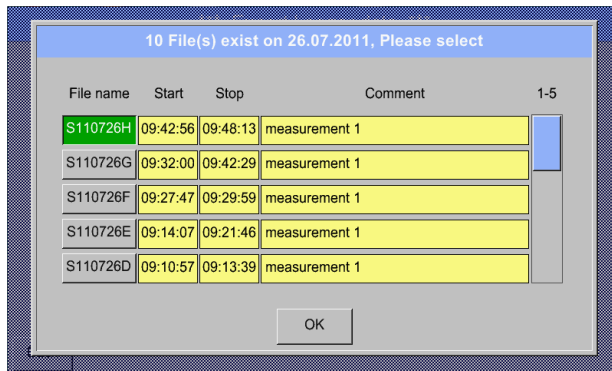 10 File(s) exist on 26.07.2011, Please select
File name Start Stop Comment 1-5
S110726H 09:42:56 09:48:13 measurement 1
S110726G 09:32:00 09:42:29 measurement 1
S110726F 09:27:47 09:29:59 measurement 1
S110726E 09:14:07 09:21:46 measurement 1
S110726D 09:10:57 09:13:39 measurement 1
OK